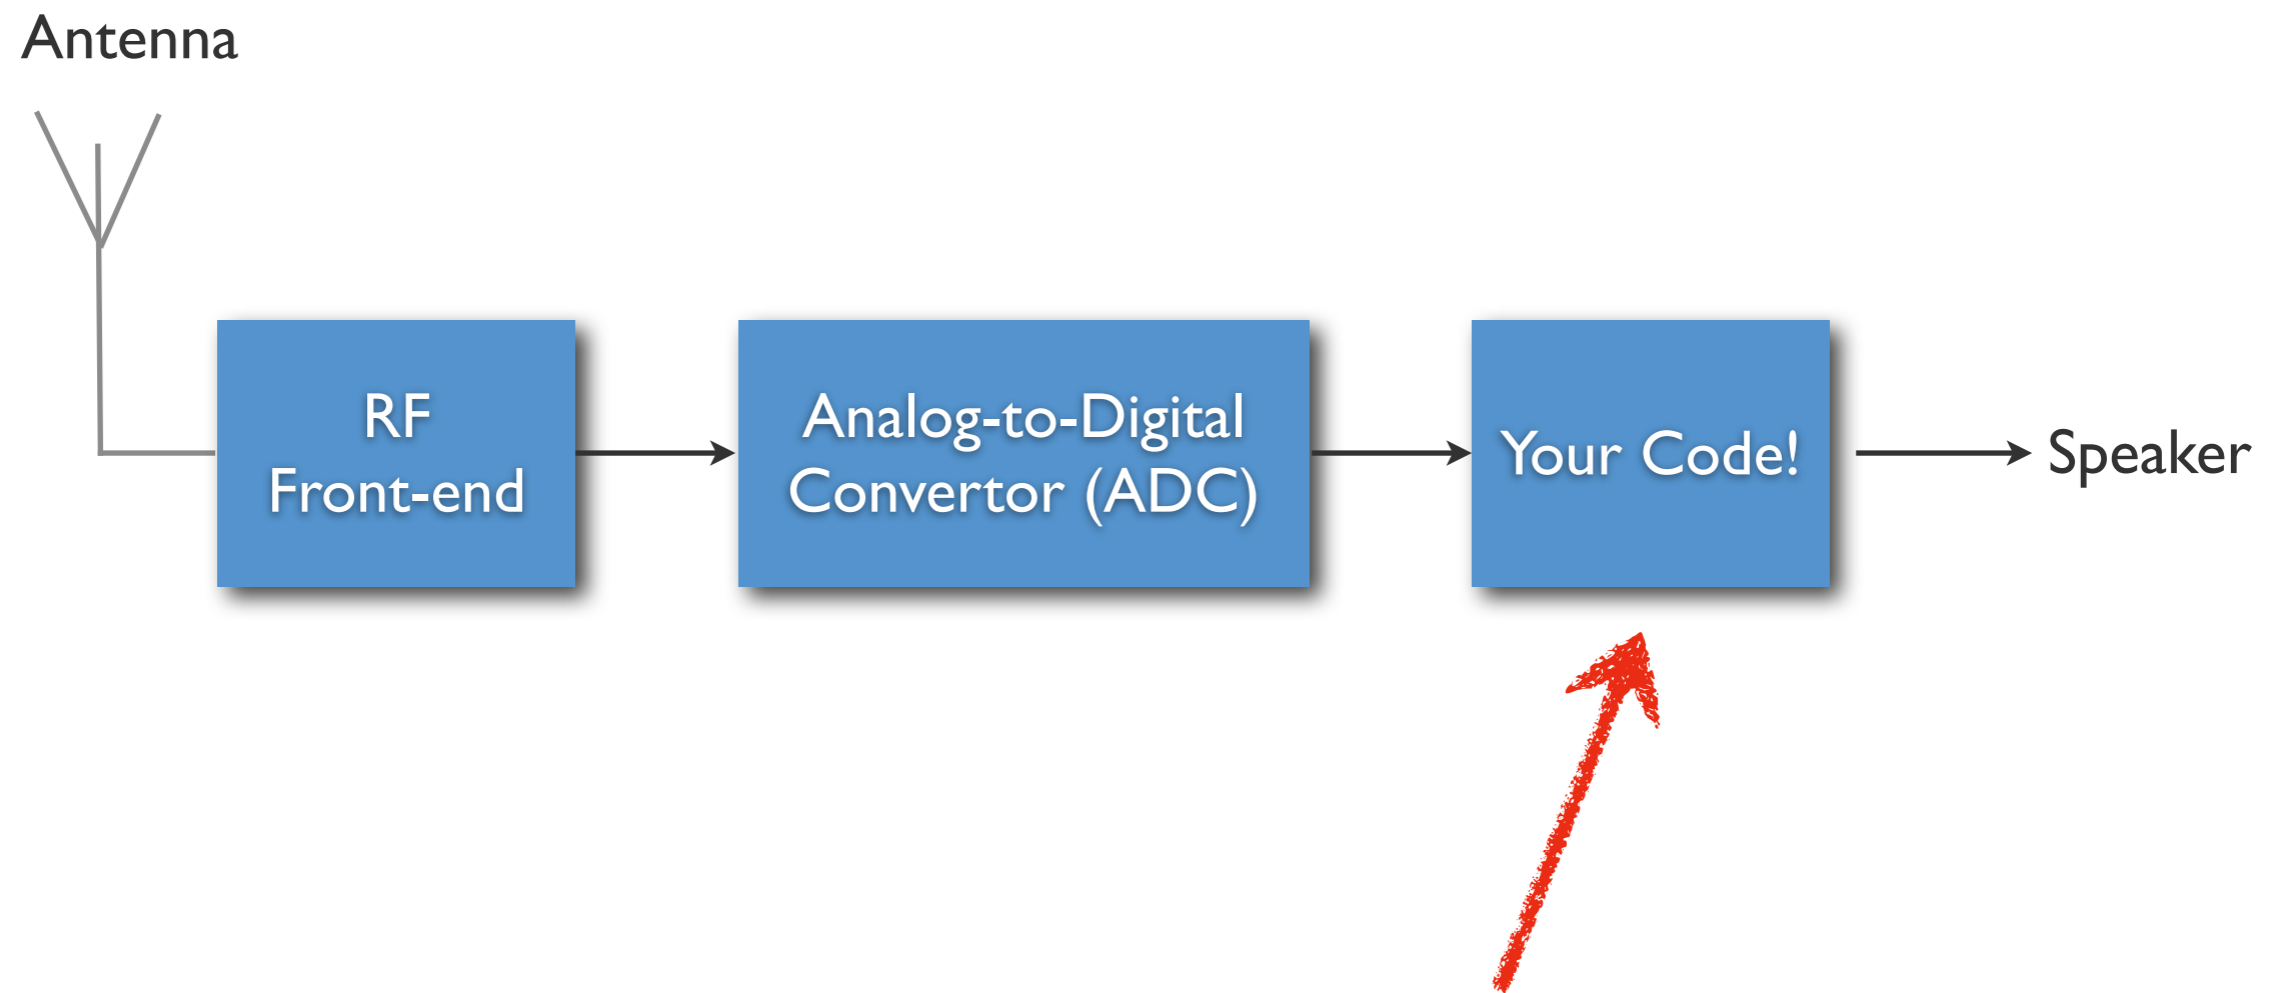 Antenna
RF
Front-end
Analog-to-Digital
Convertor (ADC)
Your Code!
Speaker